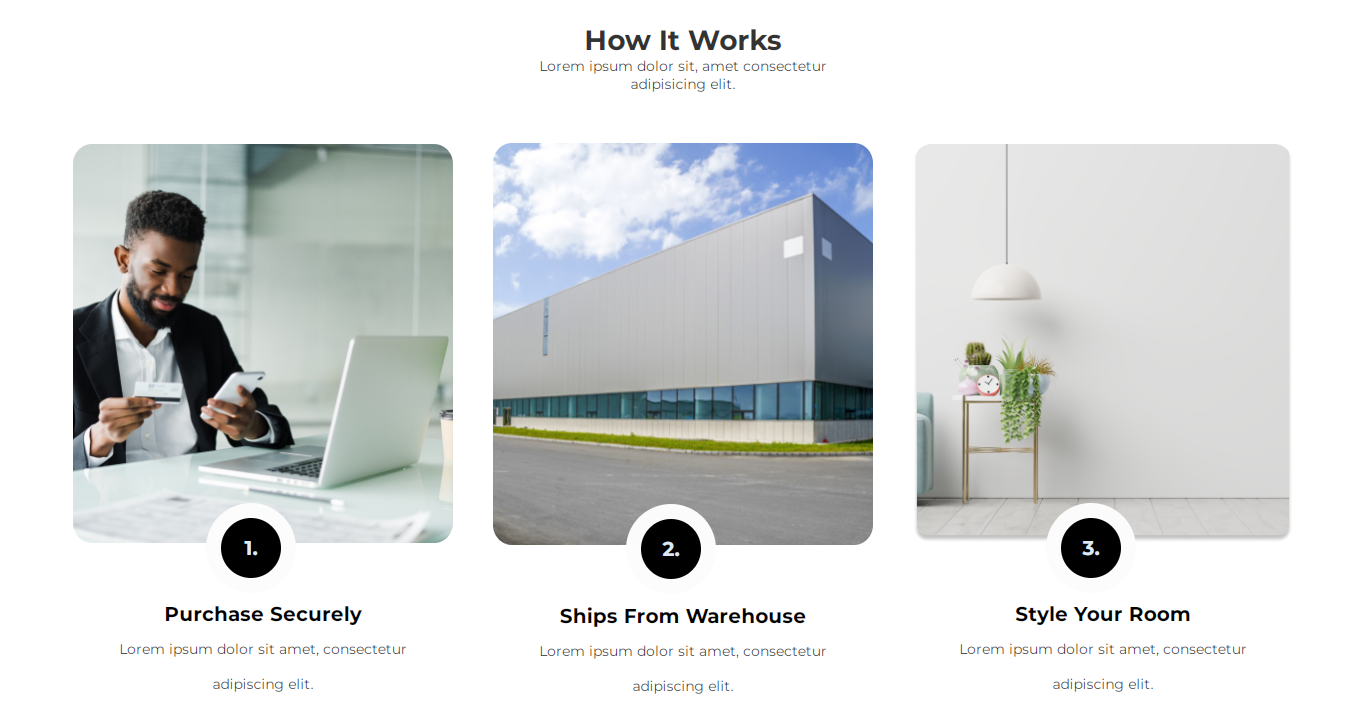 How It Works
Lorem ipsum dolor sit, amet consectetur
adipisicing elit.
1.
Purchase Securely
Lorem ipsum dolor sit amet, consectetur
adipiscing elit.
2.
Ships From Warehouse
Lorem ipsum dolor sit amet, consectetur
adipiscing elit.
3.
Style Your Room
Lorem ipsum dolor sit amet, consectetur
adipiscing elit.